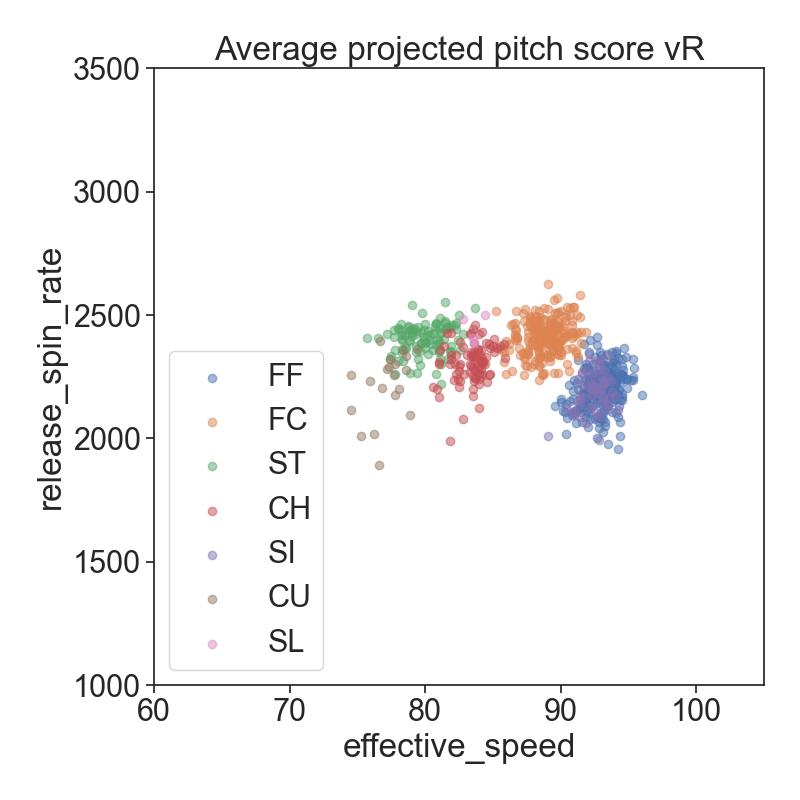 Average projected pitch score vR
3500
3000
2500
2000
1500
1000
release_spin_rate
FF
FC
ST
CH
SI
CU
SL
60 70 80 90 100
effective_speed